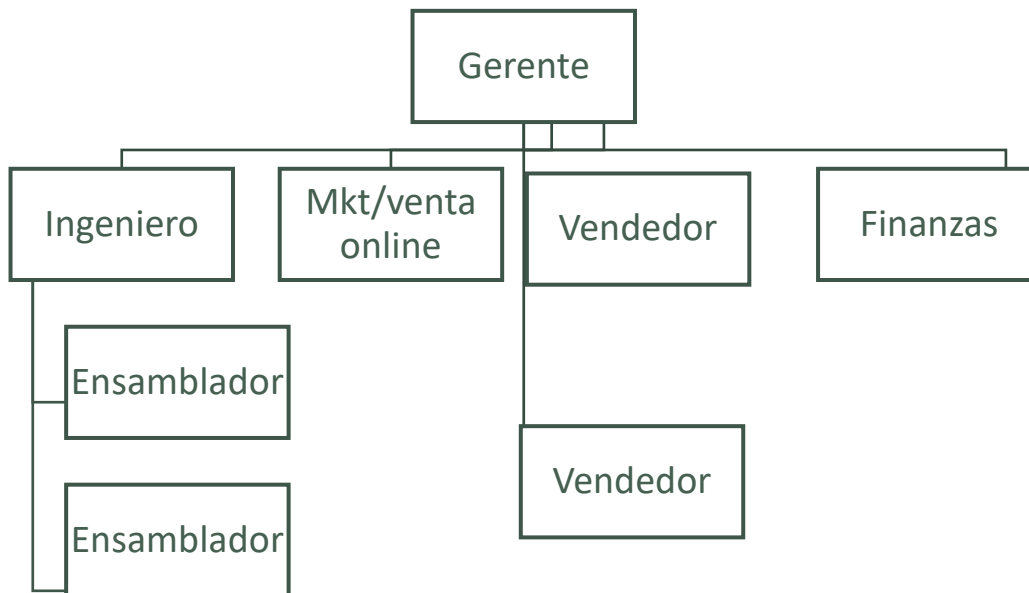 Gerente
Ingeniero
Mkt/venta
online
Vendedor
Finanzas
Ensamblador
Vendedor
Ensamblador